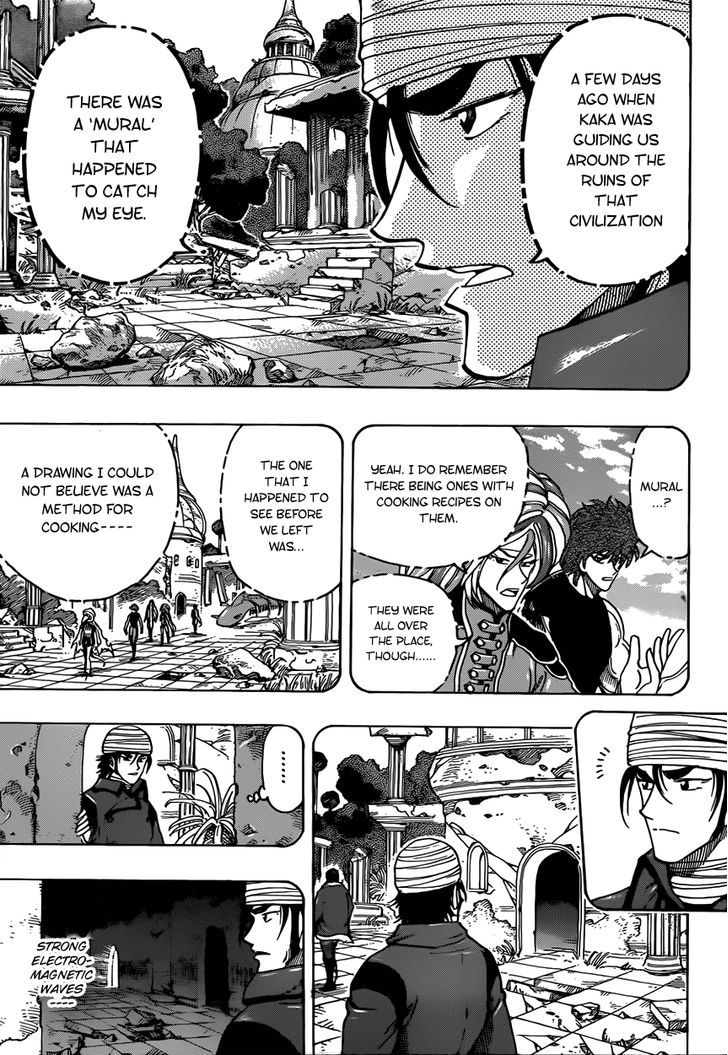 A FEW DAYS
AGO WHEN
KAKA WAS
GUIDING US
AROUND THE
RUINS OF
THAT
CIVILIZATION
THERE WAS
A 'MURAL'
THAT
HAPPENED
TO CATCH
MY EYE.
MURAL
...?
YEAH. I DO REMEMBER
THERE BEING ONES WITH
COOKING RECIPES ON
THEM.
THEY WERE
ALL OVER
THE PLACE,
THOUGH......
THE ONE
THAT I
HAPPENED TO
SEE BEFORE
WE LEFT
WAS...
A DRAWING I COULD
NOT BELIEVE WAS A
METHOD FOR
COOKING----
......
STRONG
ELECTRO-
MAGNETIC
WAVES
----